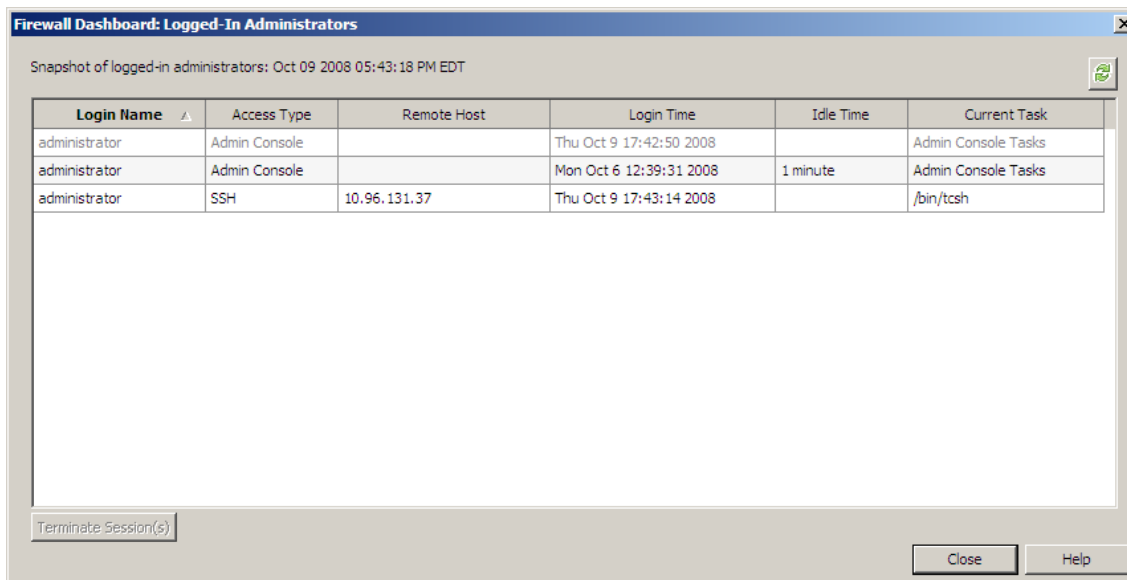 Firewall Dashboard: Logged-In Administrators
Snapshot of logged-in administrators: Oct 09 2008 05:43:18 PM EDT
Login Name Access Type Remote Host Login Time Idle Time Current Task
administrator Admin Console Thu Oct 9 17:42:50 2008 Admin Console Tasks
administrator Admin Console Mon Oct 6 12:39:31 2008 1 minute Admin Console Tasks
administrator SSH 10.96.131.37 Thu Oct 9 17:43:14 2008 /bin/tcsh
Terminate Session(s)
Close Help